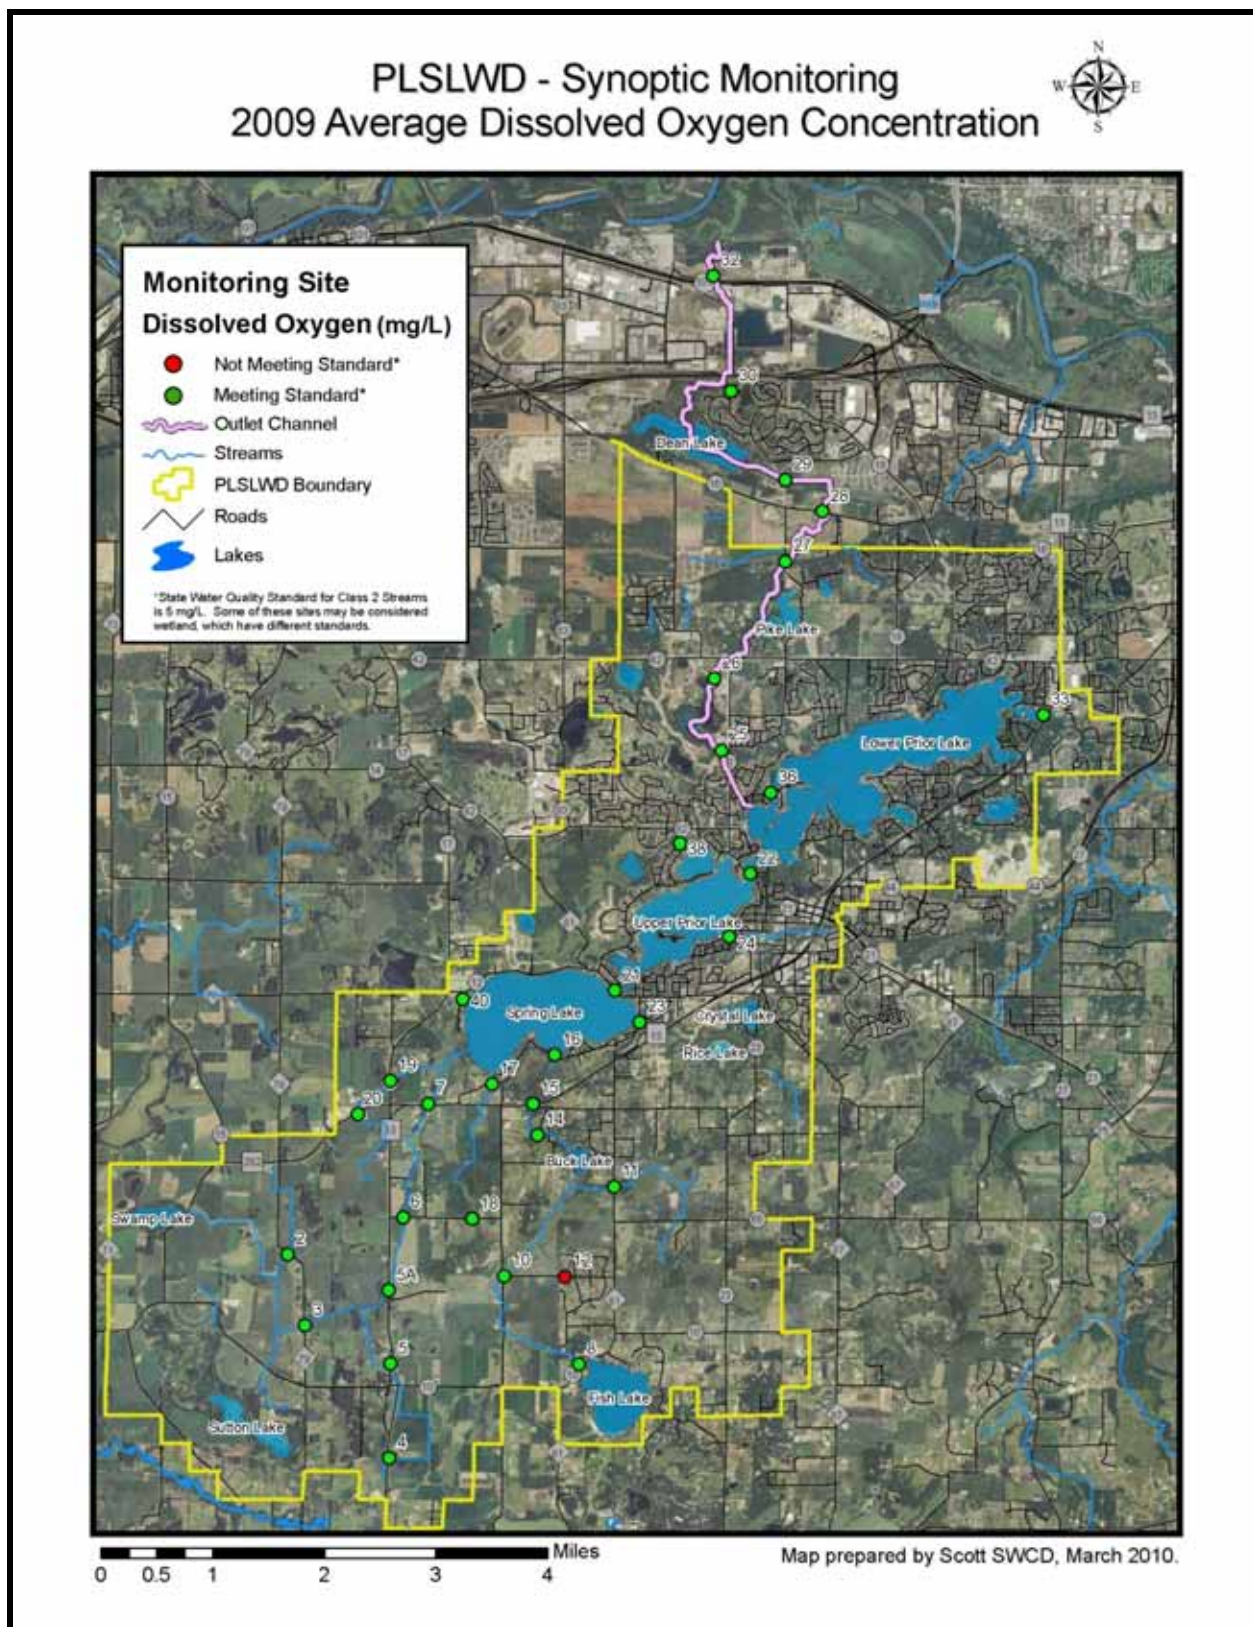 PLSLWD - Synoptic Monitoring
2009 Average Dissolved Oxygen Concentration
N
W E
S
Monitoring Site
Dissolved Oxygen (mg/L)
Not Meeting Standard*
Meeting Standard*
Outlet Channel
Streams
PLSLWD Boundary
Roads
Lakes
*State Water Quality Standard for Class 2 Streams
is 5 mg/L. Some of these sites may be considered
wetland, which have different standards.
32
30
Bean Lake
29
28
27
Pike Lake
26
33
Lower Prior Lake
25
36
38
22
Upper Prior Lake
24
21
40
Spring Lake
23
Crystal Lake
16
Rice Lake
19
17
7
15
20
14
Buck Lake
11
Swamp Lake
6
18
2
10
12
5A
3
5
8
Fish Lake
Sutton Lake
4
Miles
0 0.5 1 2 3 4
Map prepared by Scott SWCD, March 2010.